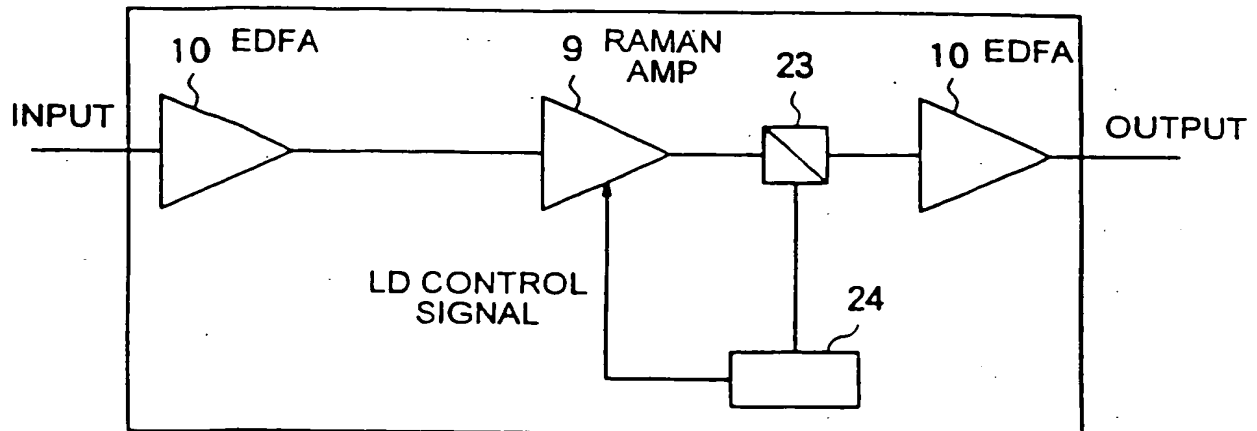 10 EDFA
9 RAMAN
AMP
23
10 EDFA
INPUT
OUTPUT
LD CONTROL
SIGNAL
24